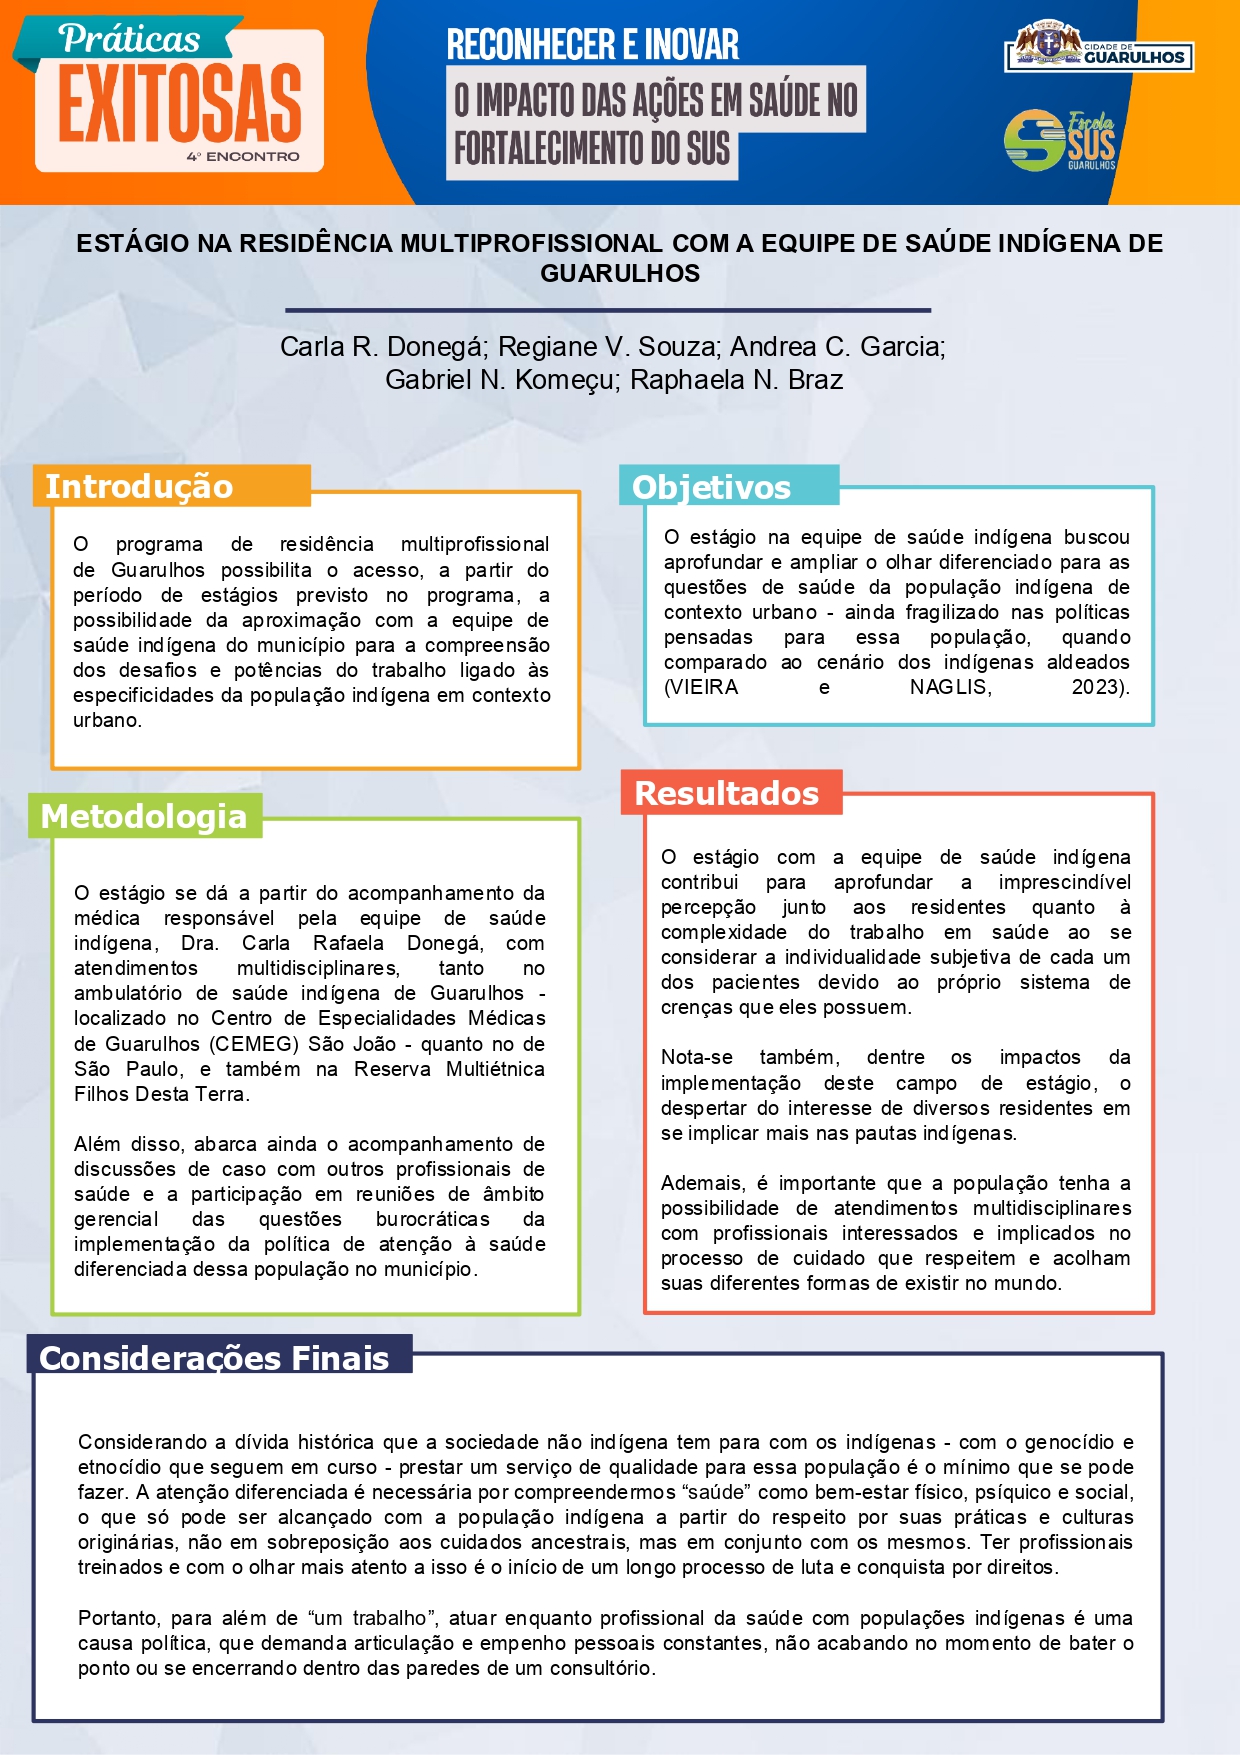 Práticas
EXITOSAS
4º ENCONTRO
RECONHECER E INOVAR
O IMPACTO DAS AÇÕES EM SAÚDE NO
FORTALECIMENTO DO SUS
CIDADE DE
GUARULHOS
Escola
SUS
GUARULHOS
ESTÁGIO NA RESIDÊNCIA MULTIPROFISSIONAL COM A EQUIPE DE SAÚDE INDÍGENA DE
GUARULHOS
Carla R. Donegá; Regiane V. Souza; Andrea C. Garcia;
Gabriel N. Komeçu; Raphaela N. Braz
Introdução
O programa de residência multiprofissional
de Guarulhos possibilita o acesso, a partir do
período de estágios previsto no programa, a
possibilidade da aproximação com a equipe de
saúde indígena do município para a compreensão
dos desafios e potências do trabalho ligado às
especificidades da população indígena em contexto
urbano.
Objetivos
O estágio na equipe de saúde indígena buscou
aprofundar e ampliar o olhar diferenciado para as
questões de saúde da população indígena de
contexto urbano - ainda fragilizado nas políticas
pensadas para essa população, quando
comparado ao cenário dos indígenas aldeados
(VIEIRA e NAGLIS, 2023).
Metodologia
O estágio se dá a partir do acompanhamento da
médica responsável pela equipe de saúde
indígena, Dra. Carla Rafaela Donegá, com
atendimentos multidisciplinares, tanto no
ambulatório de saúde indígena de Guarulhos -
localizado no Centro de Especialidades Médicas
de Guarulhos (CEMEG) São João - quanto no de
São Paulo, e também na Reserva Multiétnica
Filhos Desta Terra.
Além disso, abarca ainda o acompanhamento de
discussões de caso com outros profissionais de
saúde e a participação em reuniões de âmbito
gerencial das questões burocráticas da
implementação da política de atenção à saúde
diferenciada dessa população no município.
Resultados
O estágio com a equipe de saúde indígena
contribui para aprofundar a imprescindível
percepção junto aos residentes quanto à
complexidade do trabalho em saúde ao se
considerar a individualidade subjetiva de cada um
dos pacientes devido ao próprio sistema de
crenças que eles possuem.
Nota-se também, dentre os impactos da
implementação deste campo de estágio, o
despertar do interesse de diversos residentes em
se implicar mais nas pautas indígenas.
Ademais, é importante que a população tenha a
possibilidade de atendimentos multidisciplinares
com profissionais interessados e implicados no
processo de cuidado que respeitem e acolham
suas diferentes formas de existir no mundo.
Considerações Finais
Considerando a dívida histórica que a sociedade não indígena tem para com os indígenas - com o genocídio e
etnocídio que seguem em curso - prestar um serviço de qualidade para essa população é o mínimo que se pode
fazer. A atenção diferenciada é necessária por compreendermos “saúde” como bem-estar físico, psíquico e social,
o que só pode ser alcançado com a população indígena a partir do respeito por suas práticas e culturas
originárias, não em sobreposição aos cuidados ancestrais, mas em conjunto com os mesmos. Ter profissionais
treinados e com o olhar mais atento a isso é o início de um longo processo de luta e conquista por direitos.
Portanto, para além de “um trabalho”, atuar enquanto profissional da saúde com populações indígenas é uma
causa política, que demanda articulação e empenho pessoais constantes, não acabando no momento de bater o
ponto ou se encerrando dentro das paredes de um consultório.